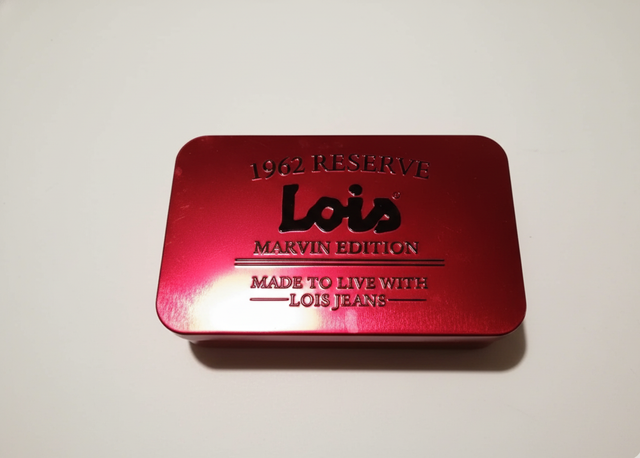 1962 RESERVE
Lois
MARVIN EDITION
MADE TO LIVE WITH
LOIS JEANS